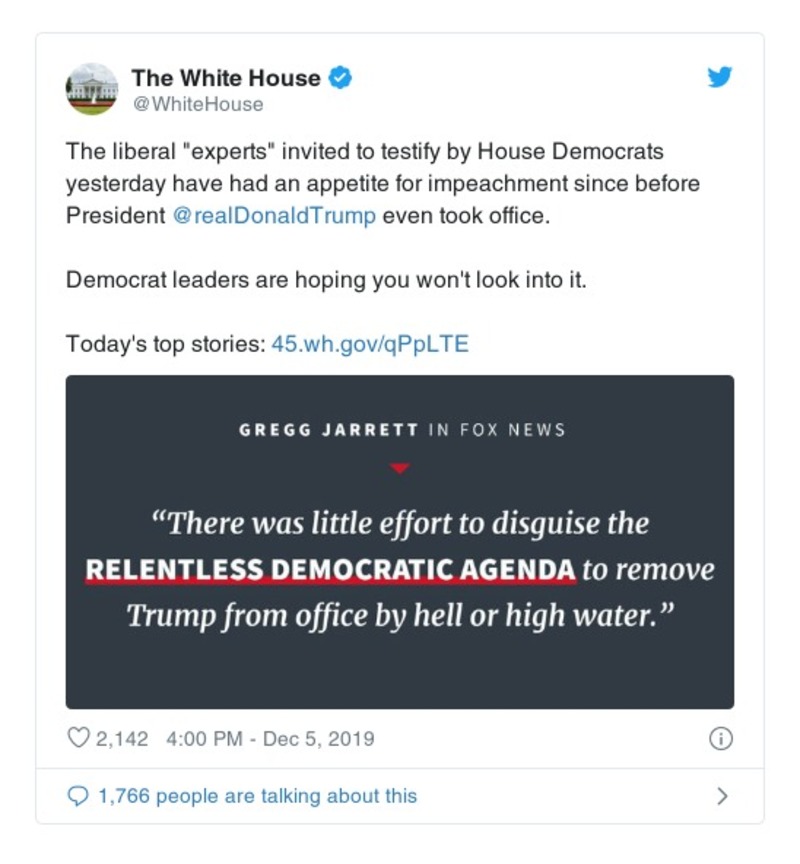 The White House
@WhiteHouse
The liberal "experts" invited to testify by House Democrats
yesterday have had an appetite for impeachment since before
President @realDonaldTrump even took office.
Democrat leaders are hoping you won't look into it.
Today's top stories: 45.wh.gov/qPpLTE
GREGG JARRETT IN FOX NEWS
“There was little effort to disguise the
RELENTLESS DEMOCRATIC AGENDA to remove
Trump from office by hell or high water.”
2,142 4:00 PM - Dec 5, 2019
1,766 people are talking about this